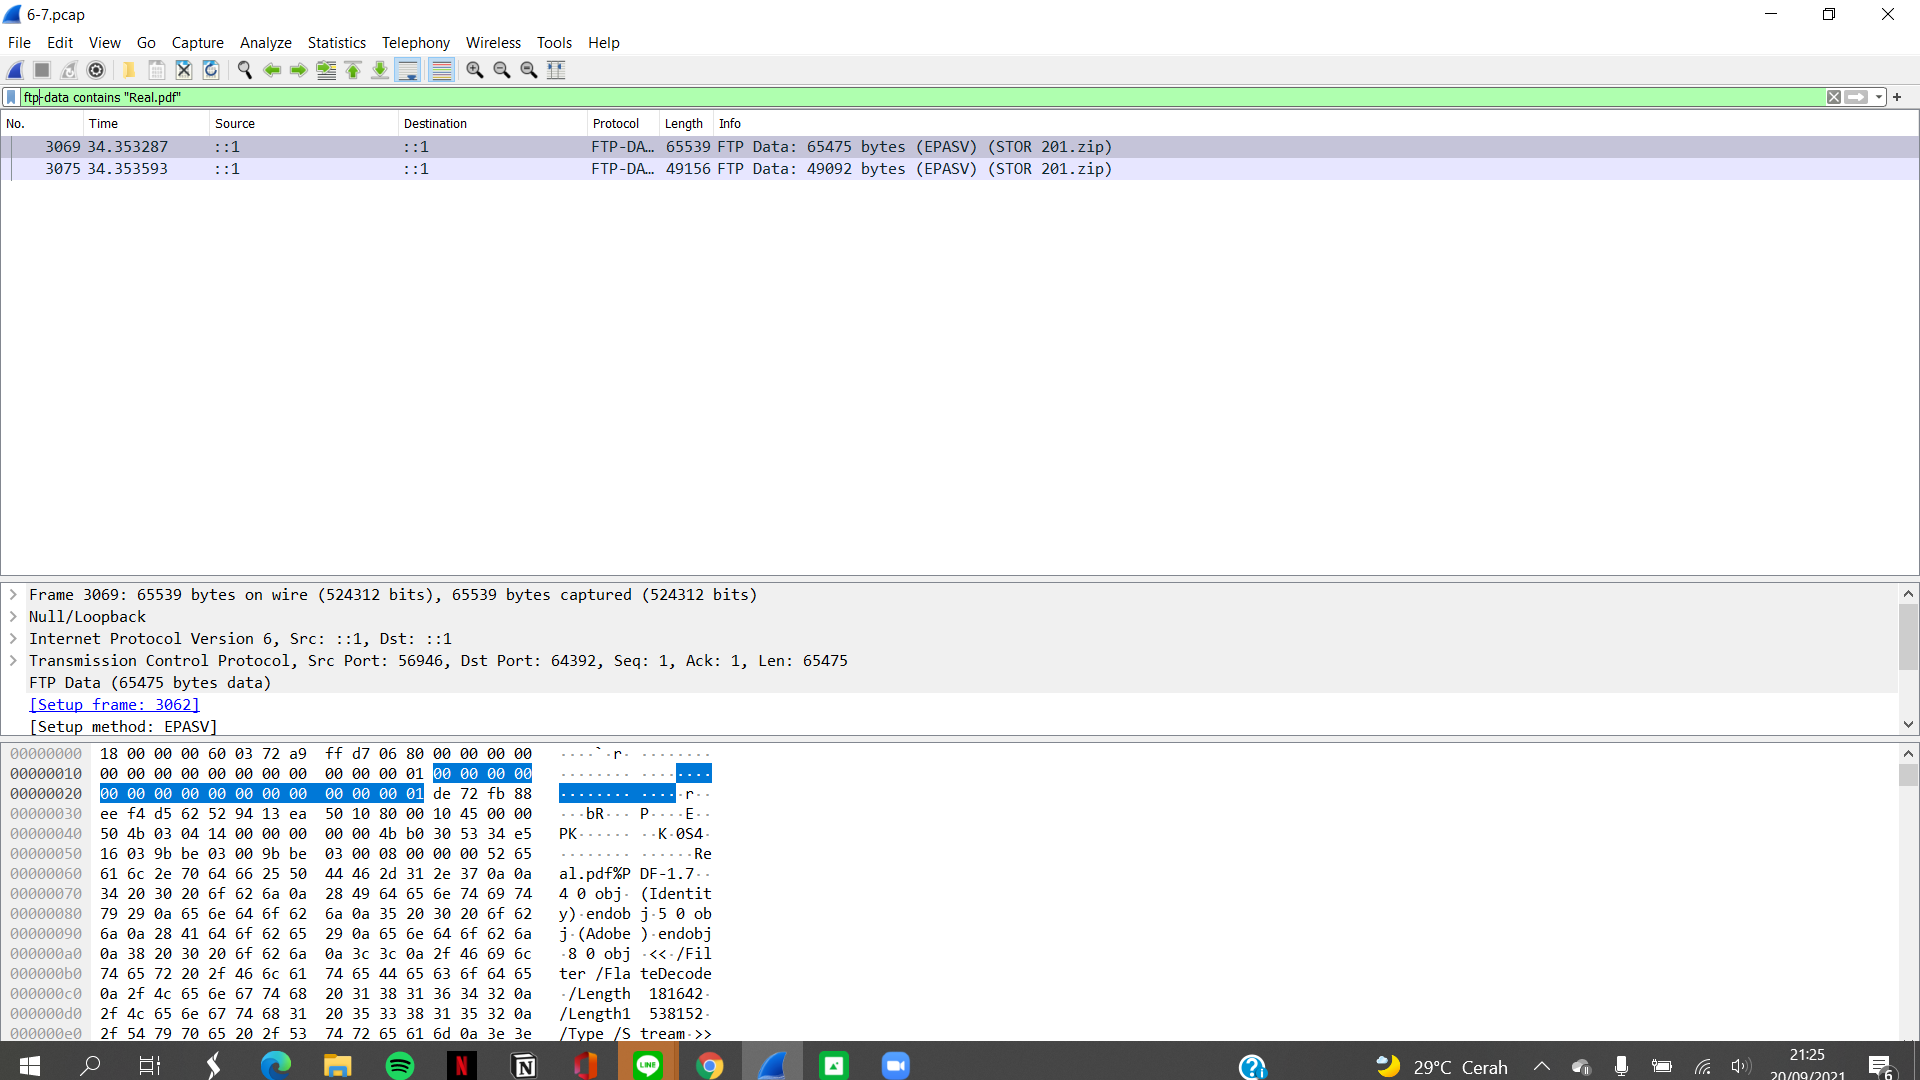 6-7.pcap
File Edit View Go Capture Analyze Statistics Telephony Wireless Tools Help
ftp-data contains "Real.pdf"
No. Time Source Destination Protocol Length Info
3069 34.353287 ::1 ::1 FTP-DA… 65539 FTP Data: 65475 bytes (EPASV) (STOR 201.zip)
3075 34.353593 ::1 ::1 FTP-DA… 49156 FTP Data: 49092 bytes (EPASV) (STOR 201.zip)
Frame 3069: 65539 bytes on wire (524312 bits), 65539 bytes captured (524312 bits)
Null/Loopback
Internet Protocol Version 6, Src: ::1, Dst: ::1
Transmission Control Protocol, Src Port: 56946, Dst Port: 64392, Seq: 1, Ack: 1, Len: 65475
FTP Data (65475 bytes data)
[Setup frame: 3062]
[Setup method: EPASV]
00000000 18 00 00 00 60 03 72 a9 ff d7 06 80 00 00 00 00 ····`·r· ········
00000010 00 00 00 00 00 00 00 00 00 00 00 01 00 00 00 00 ········ ········
00000020 00 00 00 00 00 00 00 00 00 00 00 01 de 72 fb 88 ········ ·····r··
00000030 ee f4 d5 62 52 94 13 ea 50 10 80 00 10 45 00 00 ···bR··· P····E··
00000040 50 4b 03 04 14 00 00 00 00 00 4b b0 30 53 34 e5 PK······ ··K·0S4·
00000050 16 03 9b be 03 00 9b be 03 00 08 00 00 00 52 65 ········ ······Re
00000060 61 6c 2e 70 64 66 25 50 44 46 2d 31 2e 37 0a 0a al.pdf%P DF-1.7··
00000070 34 20 30 20 6f 62 6a 0a 28 49 64 65 6e 74 69 74 4 0 obj· (Identit
00000080 79 29 0a 65 6e 64 6f 62 6a 0a 35 20 30 20 6f 62 y)·endob j·5 0 ob
00000090 6a 0a 28 41 64 6f 62 65 29 0a 65 6e 64 6f 62 6a j·(Adobe )·endobj
000000a0 0a 38 20 30 20 6f 62 6a 0a 3c 3c 0a 2f 46 69 6c ·8 0 obj ·<<·/Fil
000000b0 74 65 72 20 2f 46 6c 61 74 65 44 65 63 6f 64 65 ter /Fla teDecode
000000c0 0a 2f 4c 65 6e 67 74 68 20 31 38 31 36 34 32 0a ·/Length 181642·
000000d0 2f 4c 65 6e 67 74 68 31 20 35 33 38 31 35 32 0a /Length1 538152·
000000e0 2f 54 79 70 65 20 2f 53 74 72 65 61 6d 0a 3e 3e /Type /S tream·>>
N
LINE
29°C Cerah
21:25
20/09/2021
6